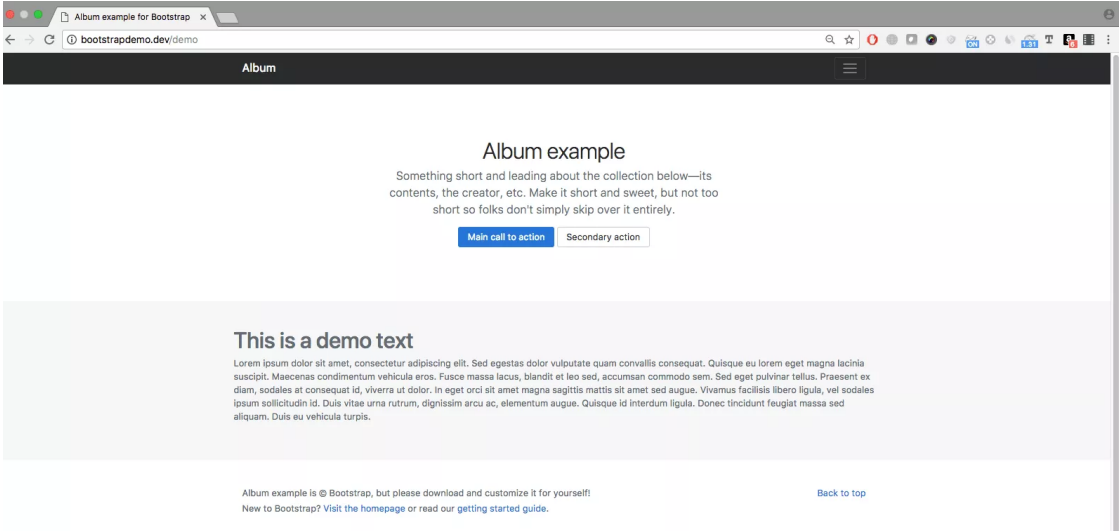 Album example for Bootstrap
bootstrapdemo.dev/demo
ON
1.31
T
a
6
Album
Album example
Something short and leading about the collection below—its
contents, the creator, etc. Make it short and sweet, but not too
short so folks don't simply skip over it entirely.
Main call to action
Secondary action
This is a demo text
Lorem ipsum dolor sit amet, consectetur adipiscing elit. Sed egestas dolor vulputate quam convallis consequat. Quisque eu lorem eget magna lacinia
suscipit. Maecenas condimentum vehicula eros. Fusce massa lacus, blandit et leo sed, accumsan commodo sem. Sed eget pulvinar tellus. Praesent ex
diam, sodales at consequat id, viverra ut dolor. In eget orci sit amet magna sagittis mattis sit amet sed augue. Vivamus facilisis libero ligula, vel sodales
ipsum sollicitudin id. Duis vitae urna rutrum, dignissim arcu ac, elementum augue. Quisque id interdum ligula. Donec tincidunt feugiat massa sed
aliquam. Duis eu vehicula turpis.
Album example is © Bootstrap, but please download and customize it for yourself!
Back to top
New to Bootstrap? Visit the homepage or read our getting started guide.